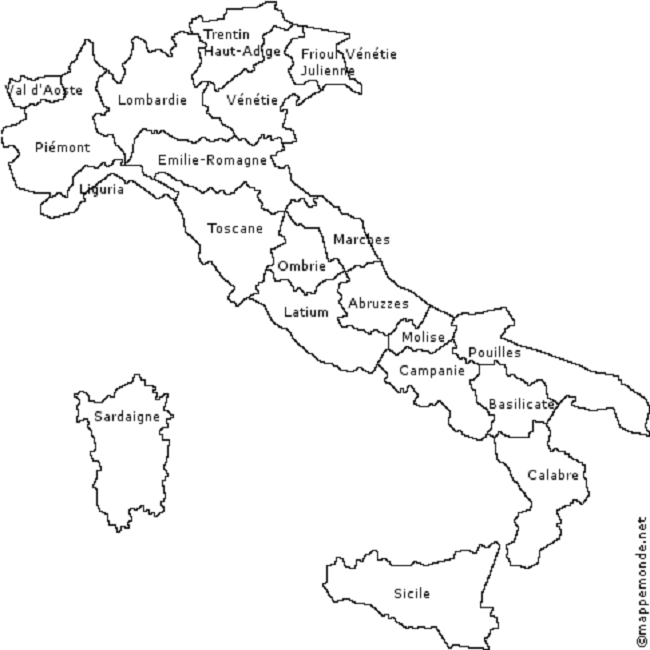 Trentin
Haut-Adige
Frioul Vénétie
Julienne
Val d'Aoste
Lombardie
Vénétie
Piémont
Emilie-Romagne
Liguria
Toscane
Marches
Ombrie
Latium
Abruzzes
Molise
Pouilles
Campanie
Basilicate
Sardaigne
Calabre
Sicile
©mappemonde.net